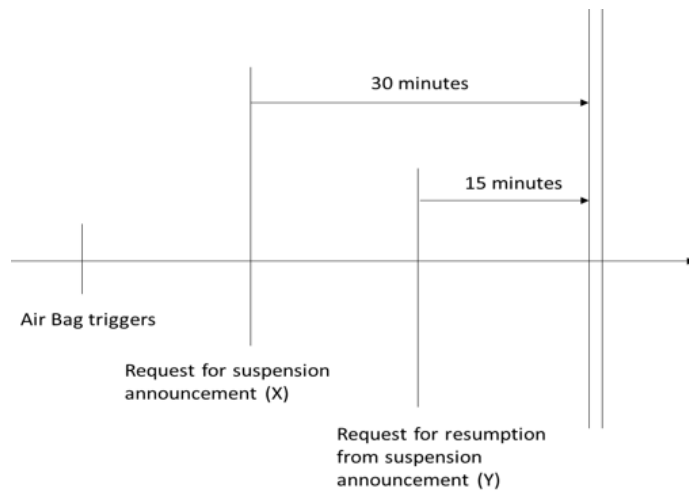 30 minutes
15 minutes
Air Bag triggers
Request for suspension
announcement (X)
Request for resumption
from suspension
announcement (Y)